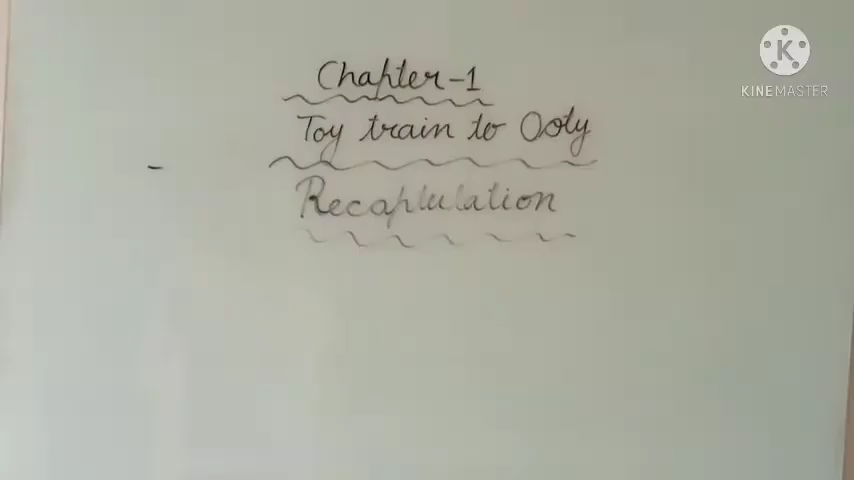 Chapter-1
Toy train to Ooty
Recaptulation
K
KINEMASTER